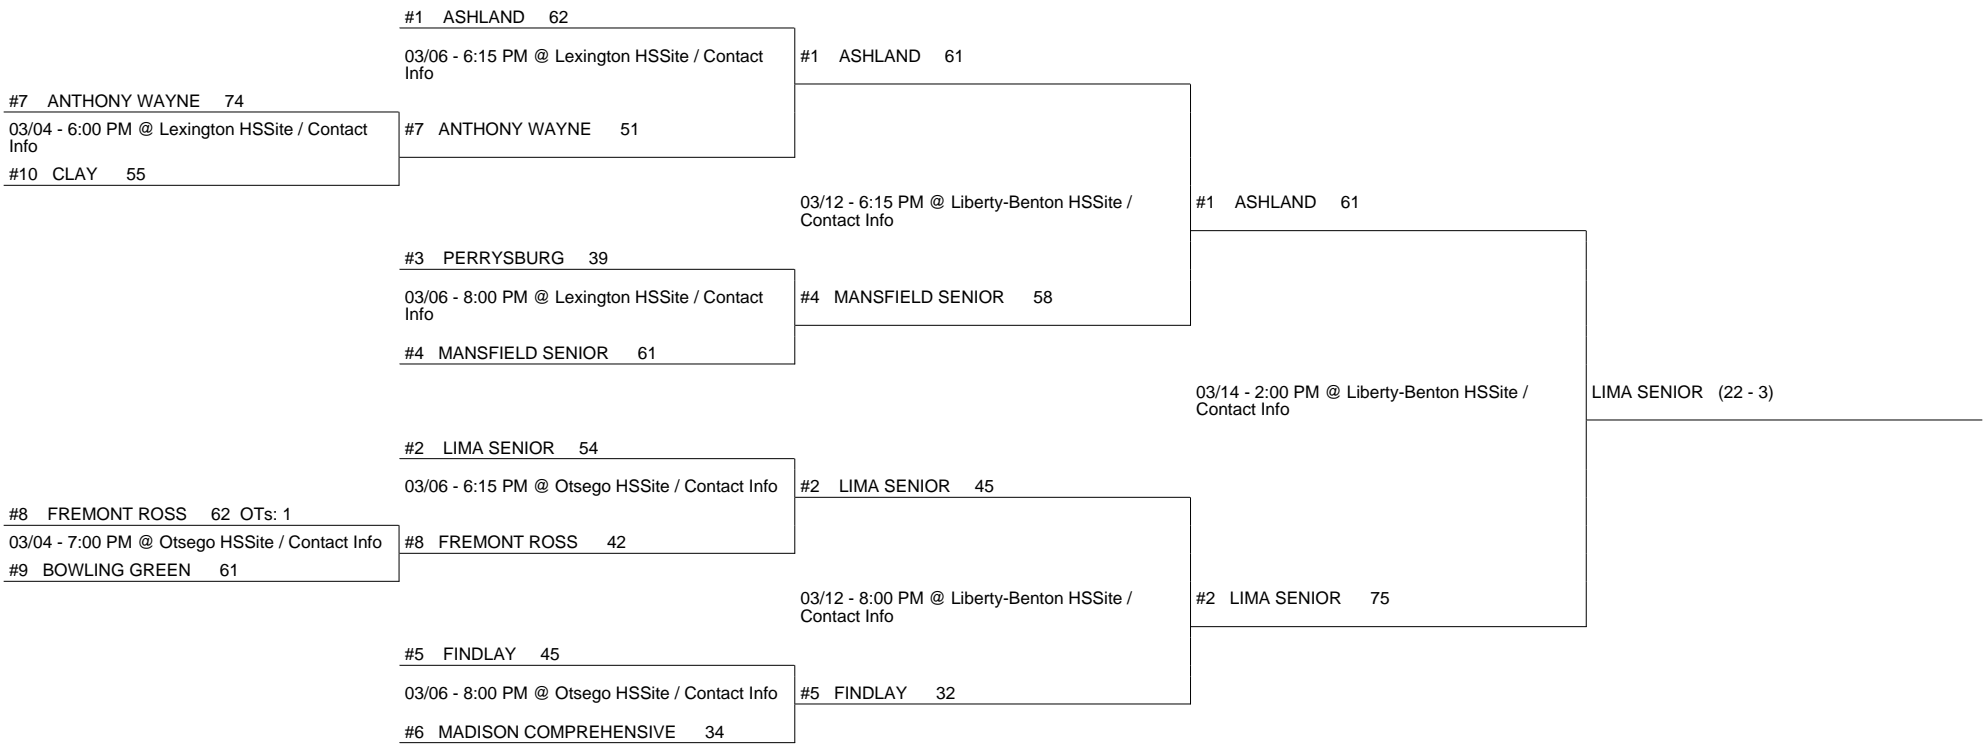 #1 ASHLAND 62
03/06 - 6:15 PM @ Lexington HSSite / Contact
Info
#1 ASHLAND 61
#7 ANTHONY WAYNE 74
03/04 - 6:00 PM @ Lexington HSSite / Contact
Info
#10 CLAY 55
#7 ANTHONY WAYNE 51
03/12 - 6:15 PM @ Liberty-Benton HSSite /
Contact Info
#1 ASHLAND 61
#3 PERRYSBURG 39
03/06 - 8:00 PM @ Lexington HSSite / Contact
Info
#4 MANSFIELD SENIOR 58
#4 MANSFIELD SENIOR 61
03/14 - 2:00 PM @ Liberty-Benton HSSite /
Contact Info
LIMA SENIOR (22 - 3)
#2 LIMA SENIOR 54
03/06 - 6:15 PM @ Otsego HSSite / Contact Info
#2 LIMA SENIOR 45
#8 FREMONT ROSS 62 OTs: 1
03/04 - 7:00 PM @ Otsego HSSite / Contact Info
#9 BOWLING GREEN 61
#8 FREMONT ROSS 42
03/12 - 8:00 PM @ Liberty-Benton HSSite /
Contact Info
#2 LIMA SENIOR 75
#5 FINDLAY 45
03/06 - 8:00 PM @ Otsego HSSite / Contact Info
#5 FINDLAY 32
#6 MADISON COMPREHENSIVE 34